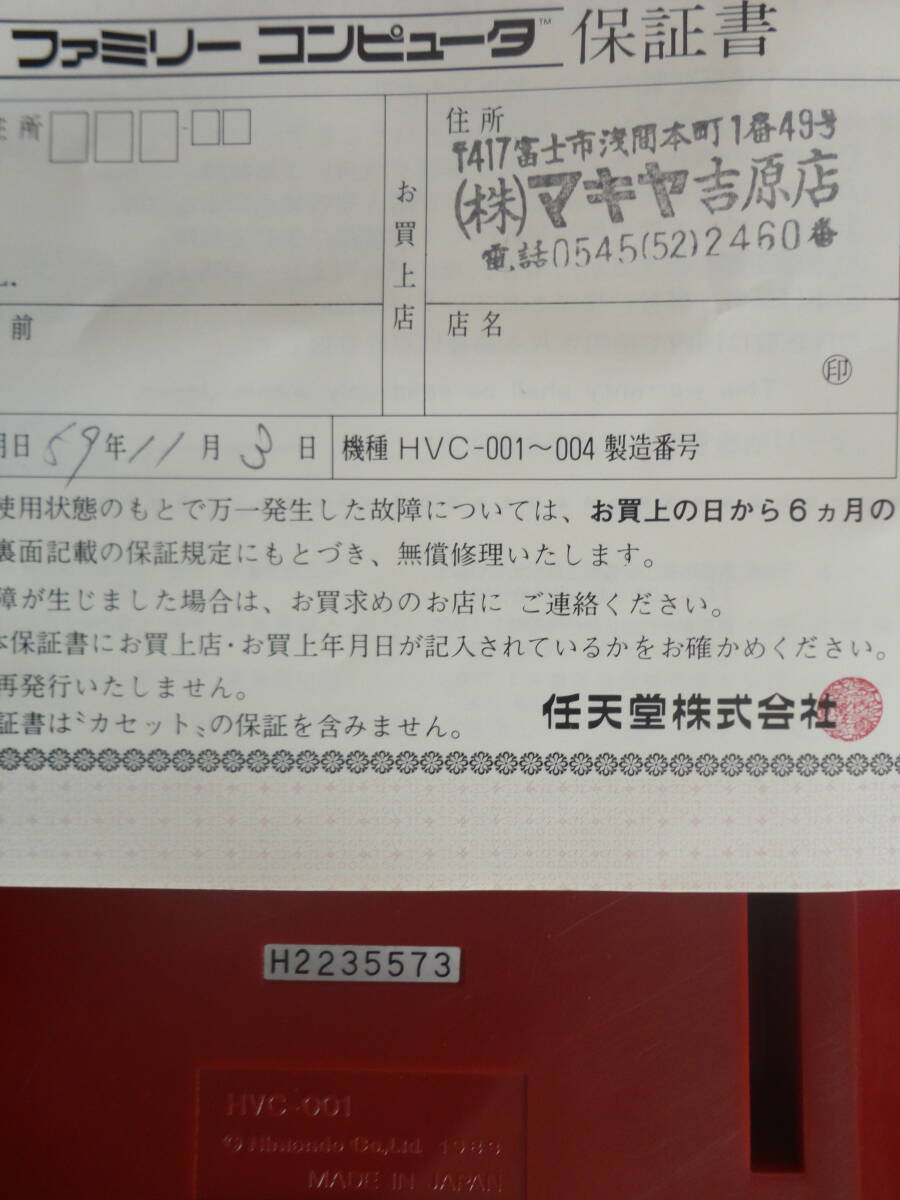 ファミリー コンピュータ™ 保証書
住所
住所
〒417富士市浅間本町1番49号
(株)マキヤ吉原店
電話0545(52)2460番
お買上店
前
店名
印
月日 59年11月3日
機種 HVC-001～004 製造番号
使用状態のもとで万一発生した故障については、お買上の日から6ヵ月の
裏面記載の保証規定にもとづき、無償修理いたします。
障が生じました場合は、お買求めのお店に ご連絡ください。
本保証書にお買上店・お買上年月日が記入されているかをお確かめください。
再発行いたしません。
証書は〝カセット〟の保証を含みません。
任天堂株式会社
H2235573
HVC-001
© Nintendo Co.,Ltd. 1983
MADE IN JAPAN